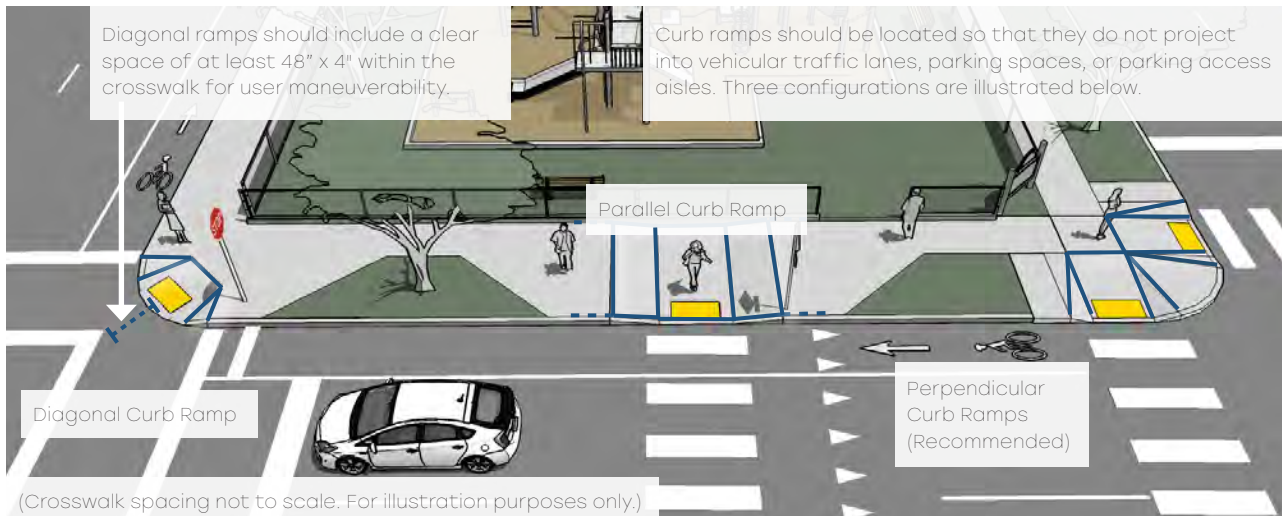 Diagonal ramps should include a clear
space of at least 48" x 4" within the
crosswalk for user maneuverability.
Curb ramps should be located so that they do not project
into vehicular traffic lanes, parking spaces, or parking access
aisles. Three configurations are illustrated below.
Parallel Curb Ramp
Diagonal Curb Ramp
Perpendicular
Curb Ramps
(Recommended)
(Crosswalk spacing not to scale. For illustration purposes only.)